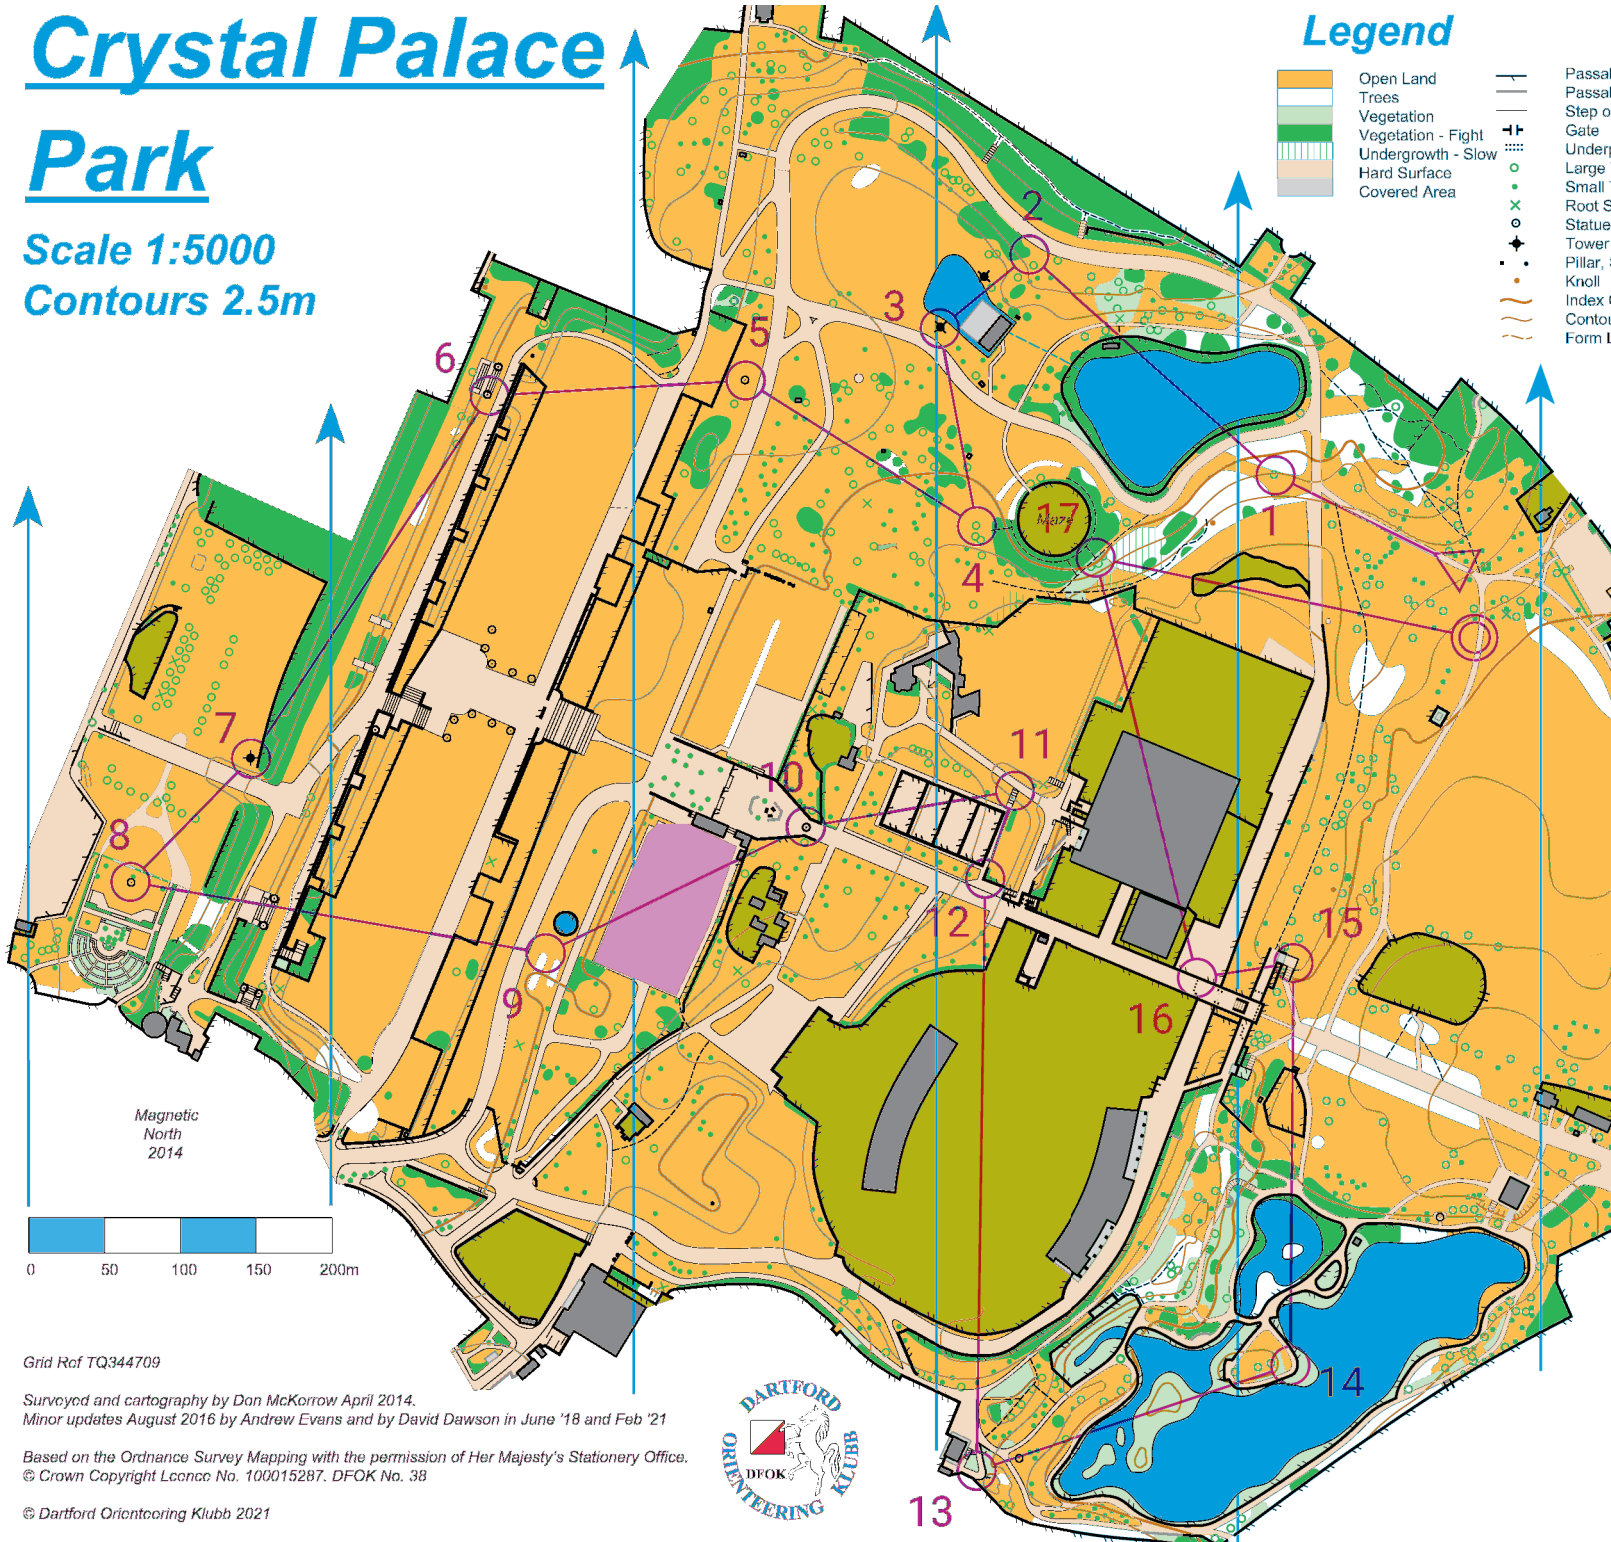 Crystal Palace
Park
Scale 1:5000
Contours 2.5m
Legend
Open Land
Trees
Vegetation
Vegetation - Fight
Undergrowth - Slow
Hard Surface
Covered Area
Gate
Large
Small
Statue
Tower
Pillar,
Knoll
Index
Form
2
3
5
6
17
1
4
7
11
10
8
12
15
9
16
14
13
Magnetic
North
2014
0 50 100 150 200m
Grid Ref TQ344709
Surveyed and cartography by Don McKerrow April 2014.
Minor updates August 2016 by Andrew Evans and by David Dawson in June '18 and Feb '21
Based on the Ordnance Survey Mapping with the permission of Her Majesty's Stationery Office.
© Crown Copyright Lcence No. 100015287. DFOK No. 38
© Dartford Orienteering Klubb 2021
DARTFORD
ORIENTEERING KLUBB
DFOK